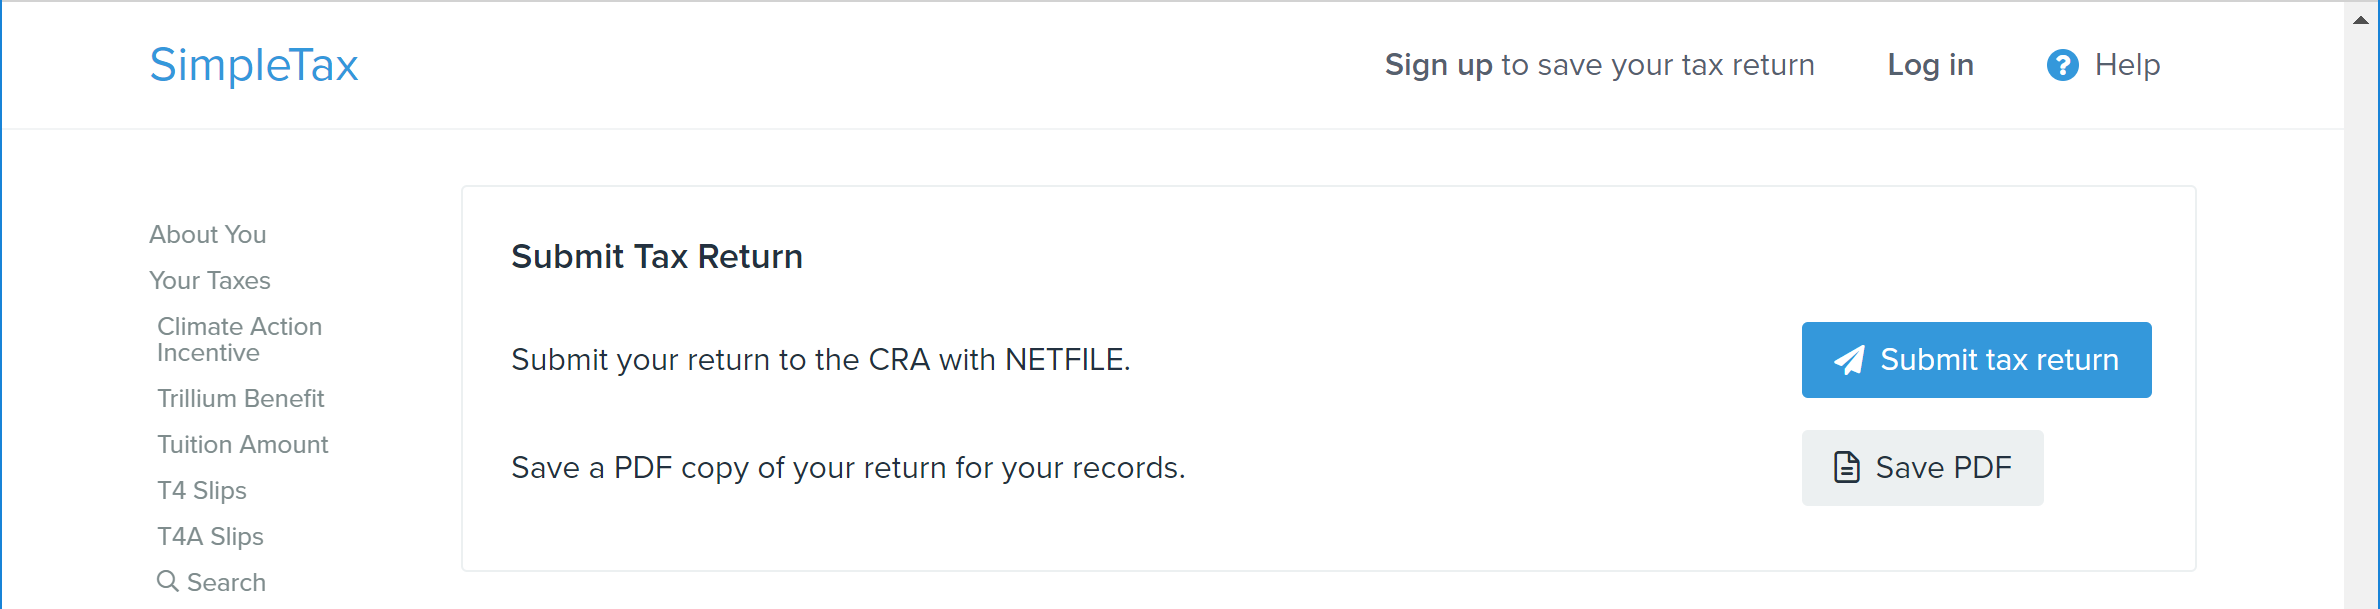 SimpleTax
Sign up to save your tax return
Log in
Help
About You
Your Taxes
Climate Action
Incentive
Trillium Benefit
Tuition Amount
T4 Slips
T4A Slips
Search
Submit Tax Return
Submit your return to the CRA with NETFILE.
Submit tax return
Save a PDF copy of your return for your records.
Save PDF